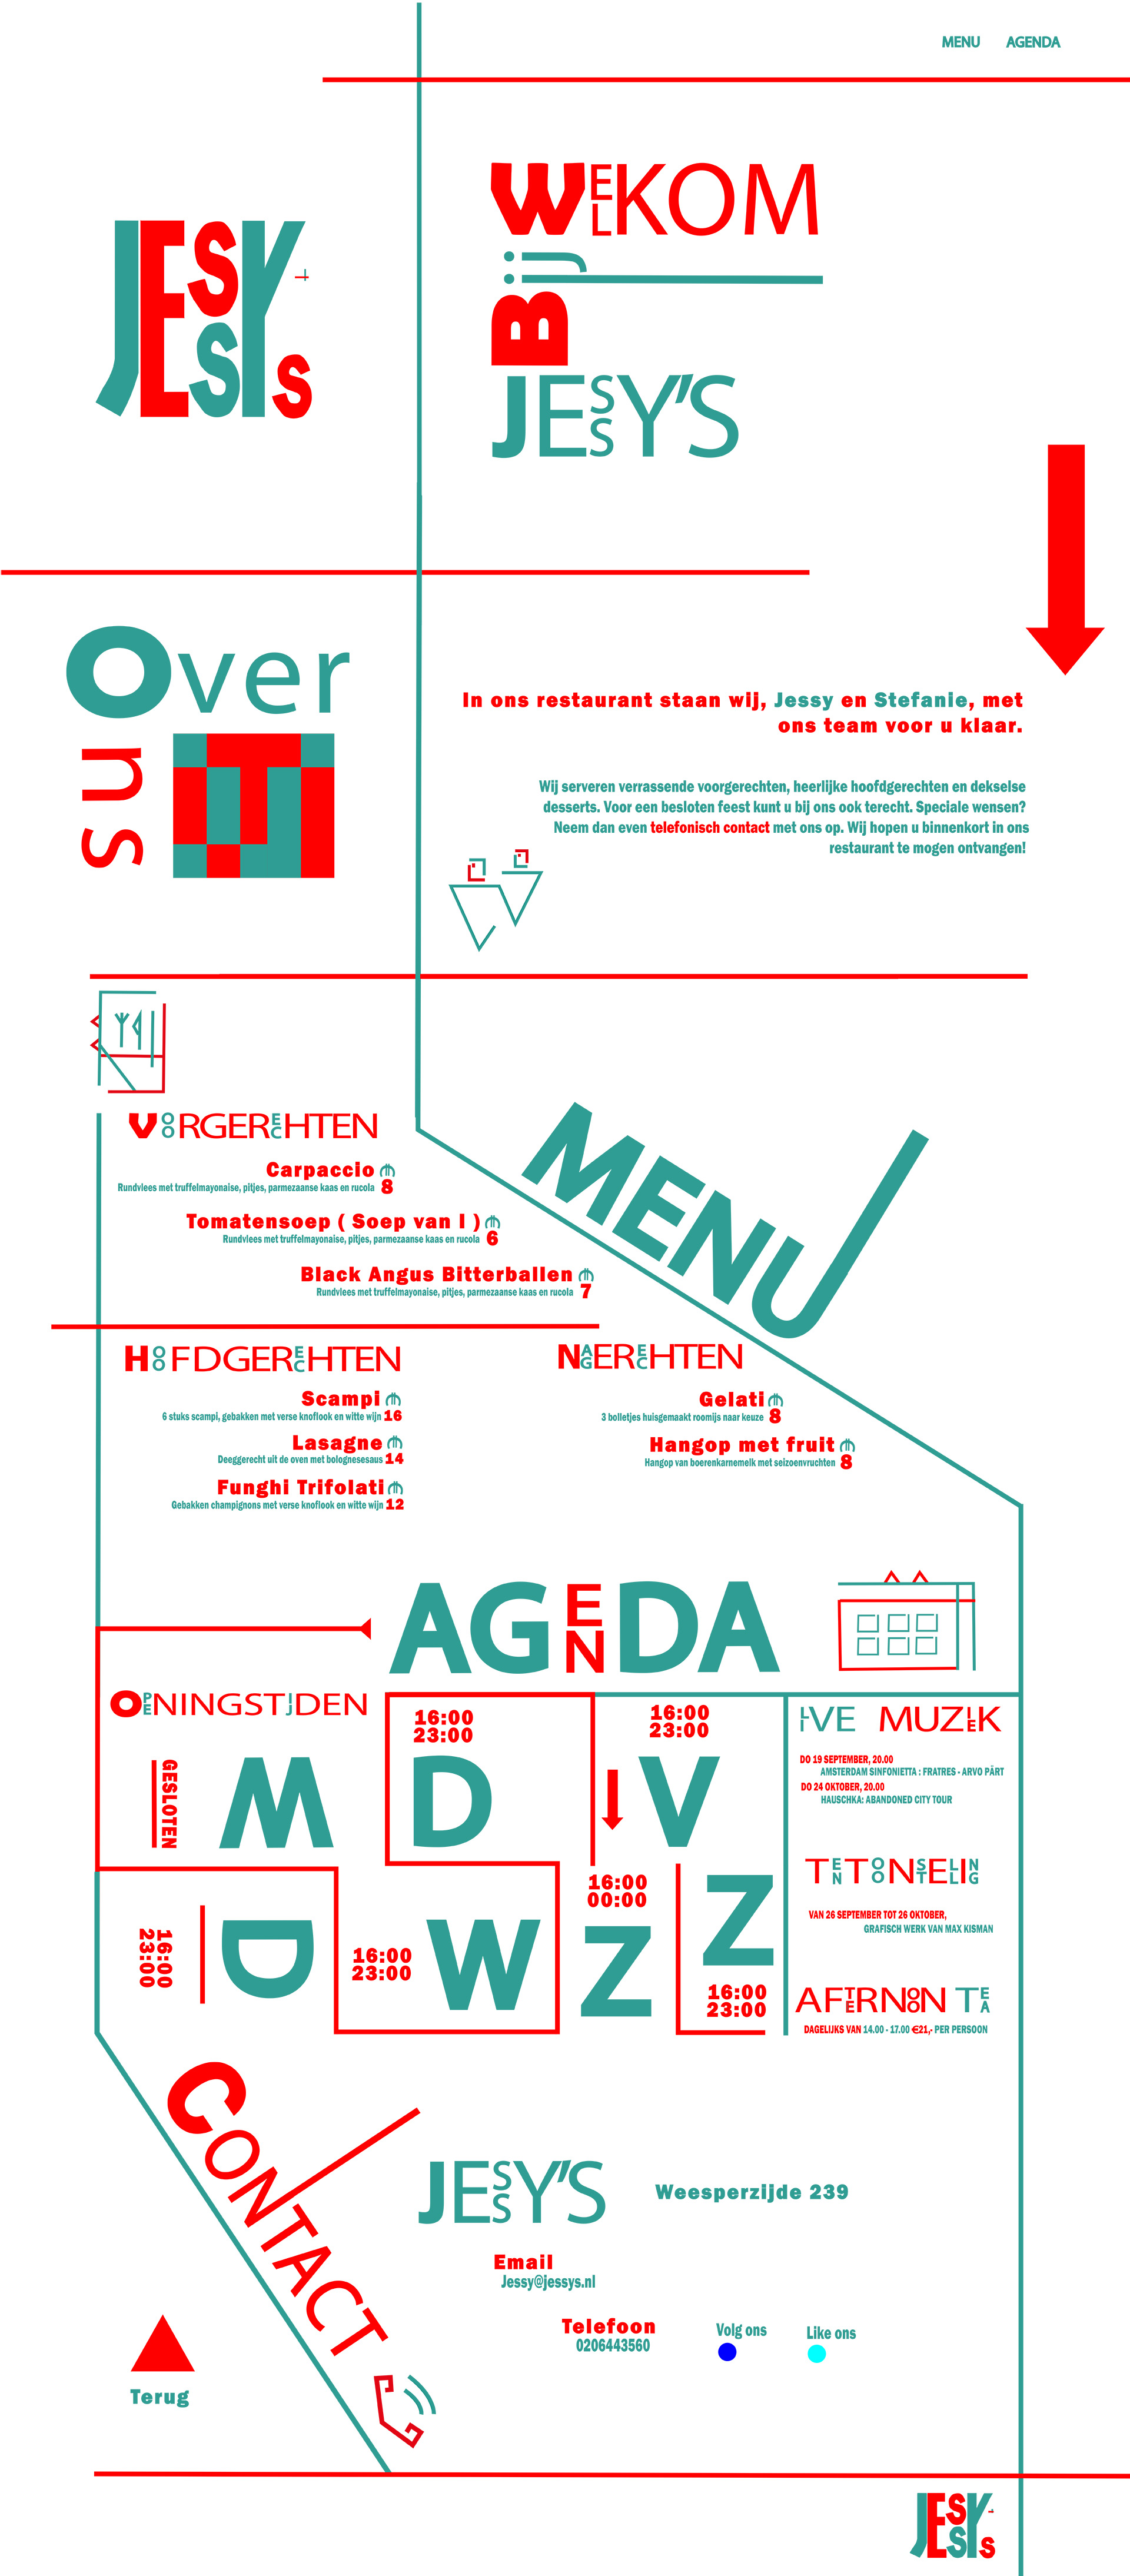 MENU AGENDA
JESSY's
WELKOM
Bij
JESSY'S
Over
ons
In ons restaurant staan wij, Jessy en Stefanie, met
ons team voor u klaar.
Wij serveren verrassende voorgerechten, heerlijke hoofdgerechten en dekselse
desserts. Voor een besloten feest kunt u bij ons ook terecht. Speciale wensen?
Neem dan even telefonisch contact met ons op. Wij hopen u binnenkort in ons
restaurant te mogen ontvangen!
MENU
VOORGERECHTEN
Carpaccio €
Rundvlees met truffelmayonaise, pitjes, parmezaanse kaas en rucola 8
Tomatensoep ( Soep van I ) €
Rundvlees met truffelmayonaise, pitjes, parmezaanse kaas en rucola 6
Black Angus Bitterballen €
Rundvlees met truffelmayonaise, pitjes, parmezaanse kaas en rucola 7
HOOFDGERECHTEN
Scampi €
6 stuks scampi, gebakken met verse knoflook en witte wijn 16
Lasagne €
Deeggerecht uit de oven met bolognesesaus 14
Funghi Trifolati €
Gebakken champignons met verse knoflook en witte wijn 12
NAGERECHTEN
Gelati €
3 bolletjes huisgemaakt roomijs naar keuze 8
Hangop met fruit €
Hangop van boerenkarnemelk met seizoenvruchten 8
AGENDA
OPENINGSTIJDEN
GESLOTEN
M
16:00
23:00
D
16:00
23:00
W
16:00
23:00
D
16:00
23:00
V
16:00
00:00
Z
Z
16:00
23:00
LIVE MUZIEK
DO 19 SEPTEMBER, 20.00
AMSTERDAM SINFONIETTA : FRATRES - ARVO PÄRT
DO 24 OKTOBER, 20.00
HAUSCHKA: ABANDONED CITY TOUR
TENTOONSTELLING
VAN 26 SEPTEMBER TOT 26 OKTOBER,
GRAFISCH WERK VAN MAX KISMAN
AFTERNOON TEA
DAGELIJKS VAN 14.00 - 17.00 €21,- PER PERSOON
CONTACT
JESSY'S
Weesperzijde 239
Email
Jessy@jessys.nl
Telefoon
0206443560
Volg ons
Like ons
Terug
JESSY's